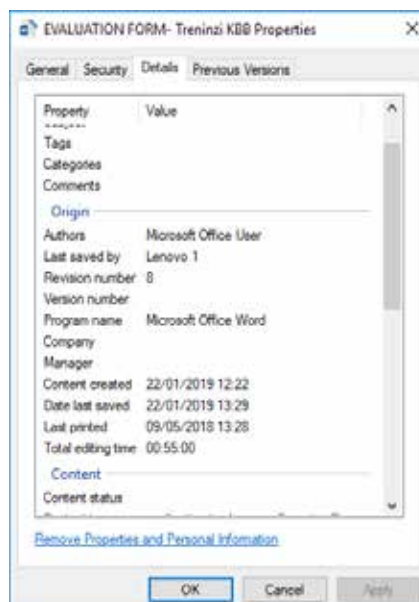 EVALUATION FORM- Treninzi KBB Properties
General Security Details Previous Versions
Property Value
Tags
Categories
Comments
Origin
Authors Microsoft Office User
Last saved by Lenovo 1
Revision number 8
Version number
Program name Microsoft Office Word
Company
Manager
Content created 22/01/2019 12:22
Date last saved 22/01/2019 13:29
Last printed 09/05/2018 13:28
Total editing time 00:55:00
Content
Content status
Remove Properties and Personal Information
OK Cancel Apply